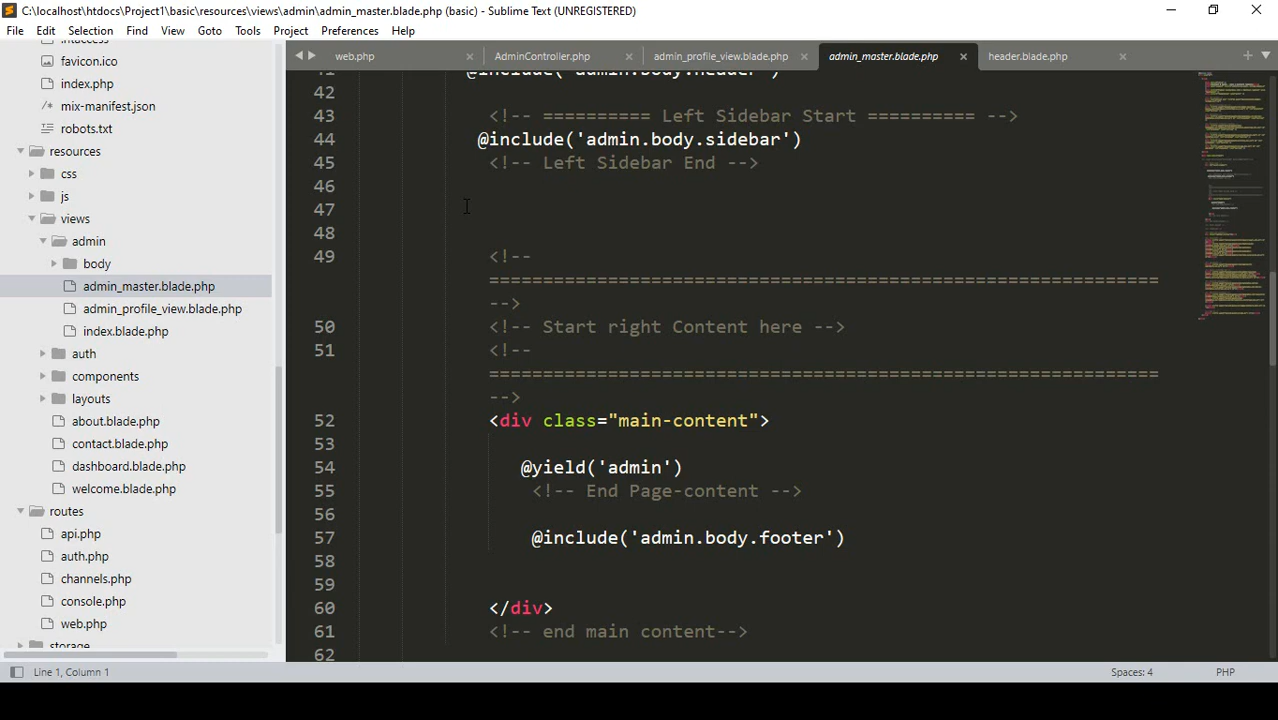 C:\localhost\htdocs\Project1\basic\resources\views\admin\admin_master.blade.php (basic) - Sublime Text (UNREGISTERED)
File Edit Selection Find View Goto Tools Project Preferences Help
web.php AdminController.php admin_profile_view.blade.php admin_master.blade.php header.blade.php
.htaccess
favicon.ico
index.php
mix-manifest.json
robots.txt
resources
css
js
views
admin
body
admin_master.blade.php
admin_profile_view.blade.php
index.blade.php
auth
components
layouts
about.blade.php
contact.blade.php
dashboard.blade.php
welcome.blade.php
routes
api.php
auth.php
channels.php
console.php
web.php
storage
41 @include('admin.body.header')
42
43 <!-- ========== Left Sidebar Start ========== -->
44 @include('admin.body.sidebar')
45 <!-- Left Sidebar End -->
46
47
48
49 <!--
==============================================================
-->
50 <!-- Start right Content here -->
51 <!--
==============================================================
-->
52 <div class="main-content">
53
54 @yield('admin')
55 <!-- End Page-content -->
56
57 @include('admin.body.footer')
58
59
60 </div>
61 <!-- end main content-->
62
Line 1, Column 1 Spaces: 4 PHP